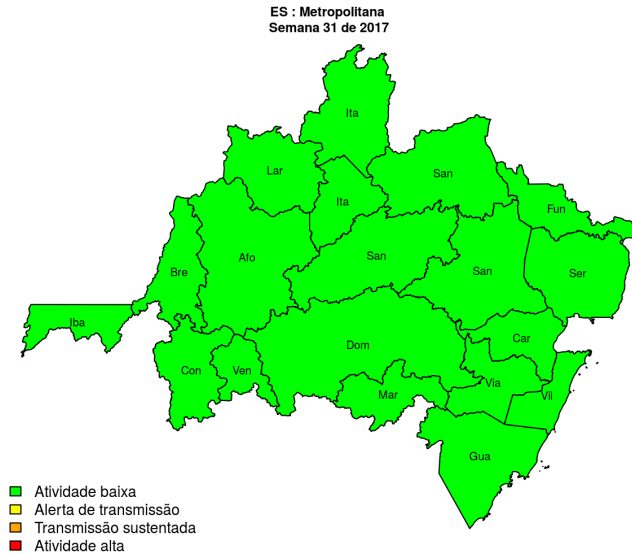 ES : Metropolitana
Semana 31 de 2017
Ita
Lar
San
Ita
Fun
Afo
San
San
Bre
Ser
Iba
Car
Dom
Con
Ven
Via
Mar
Vil
Gua
Atividade baixa
Alerta de transmissão
Transmissão sustentada
Atividade alta